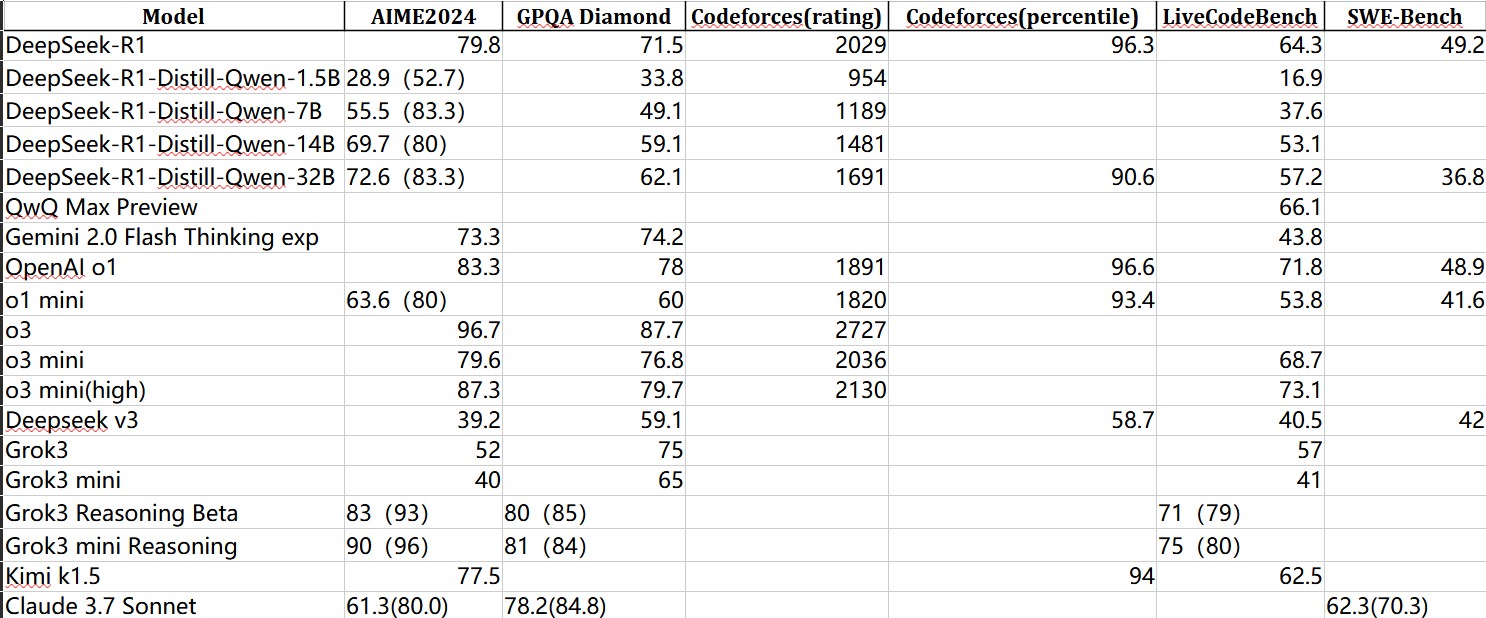 Model AIME2024 GPQA Diamond Codeforces(rating) Codeforces(percentile) LiveCodeBench SWE-Bench
DeepSeek-R1 79.8 71.5 2029 96.3 64.3 49.2
DeepSeek-R1-Distill-Qwen-1.5B 28.9（52.7） 33.8 954 16.9
DeepSeek-R1-Distill-Qwen-7B 55.5（83.3） 49.1 1189 37.6
DeepSeek-R1-Distill-Qwen-14B 69.7（80） 59.1 1481 53.1
DeepSeek-R1-Distill-Qwen-32B 72.6（83.3） 62.1 1691 90.6 57.2 36.8
QwQ Max Preview 66.1
Gemini 2.0 Flash Thinking exp 73.3 74.2 43.8
OpenAI o1 83.3 78 1891 96.6 71.8 48.9
o1 mini 63.6（80） 60 1820 93.4 53.8 41.6
o3 96.7 87.7 2727
o3 mini 79.6 76.8 2036 68.7
o3 mini(high) 87.3 79.7 2130 73.1
Deepseek v3 39.2 59.1 58.7 40.5 42
Grok3 52 75 57
Grok3 mini 40 65 41
Grok3 Reasoning Beta 83（93） 80（85） 71（79）
Grok3 mini Reasoning 90（96） 81（84） 75（80）
Kimi k1.5 77.5 94 62.5
Claude 3.7 Sonnet 61.3(80.0) 78.2(84.8) 62.3(70.3)